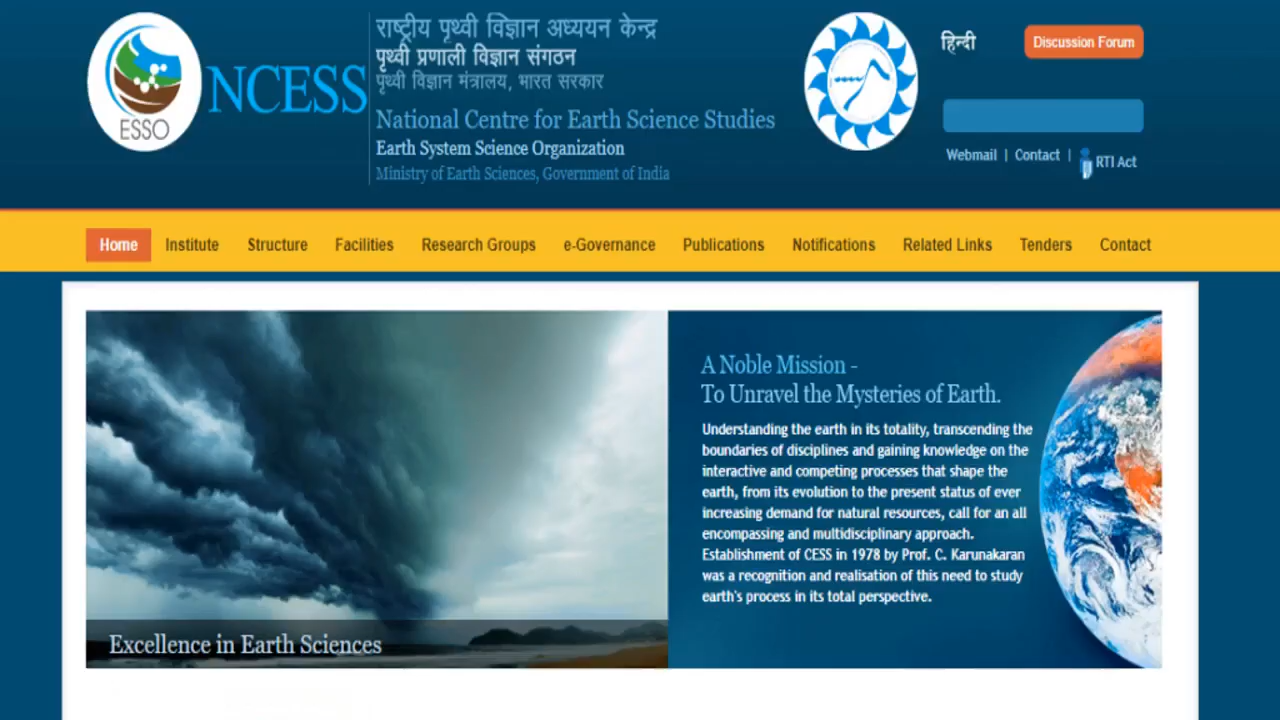 ESSO
NCESS
राष्ट्रीय पृथ्वी विज्ञान अध्ययन केन्द्र
पृथ्वी प्रणाली विज्ञान संगठन
पृथ्वी विज्ञान मंत्रालय, भारत सरकार
National Centre for Earth Science Studies
Earth System Science Organization
Ministry of Earth Sciences, Government of India
हिन्दी
Discussion Forum
Webmail | Contact | RTI Act
Home Institute Structure Facilities Research Groups e-Governance Publications Notifications Related Links Tenders Contact
Excellence in Earth Sciences
A Noble Mission -
To Unravel the Mysteries of Earth.
Understanding the earth in its totality, transcending the
boundaries of disciplines and gaining knowledge on the
interactive and competing processes that shape the
earth, from its evolution to the present status of ever
increasing demand for natural resources, call for an all
encompassing and multidisciplinary approach.
Establishment of CESS in 1978 by Prof. C. Karunakaran
was a recognition and realisation of this need to study
earth's process in its total perspective.